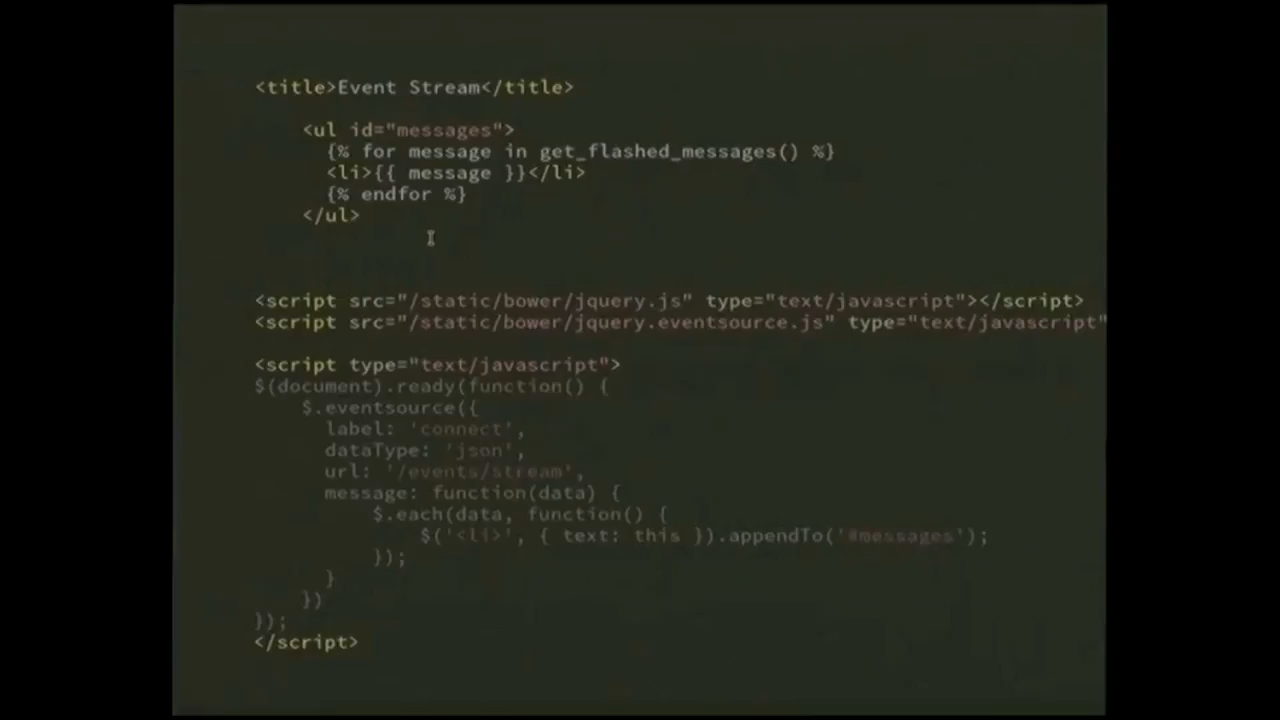 <title>Event Stream</title>
<ul id="messages">
{% for message in get_flashed_messages() %}
<li>{{ message }}</li>
{% endfor %}
</ul>
<script src="/static/bower/jquery.js" type="text/javascript"></script>
<script src="/static/bower/jquery.eventsource.js" type="text/javascript"
<script type="text/javascript">
$(document).ready(function() {
$.eventsource({
label: 'connect',
dataType: 'json',
url: '/events/stream',
message: function(data) {
$.each(data, function() {
$('<li>', { text: this }).appendTo('#messages');
});
}
})
});
</script>